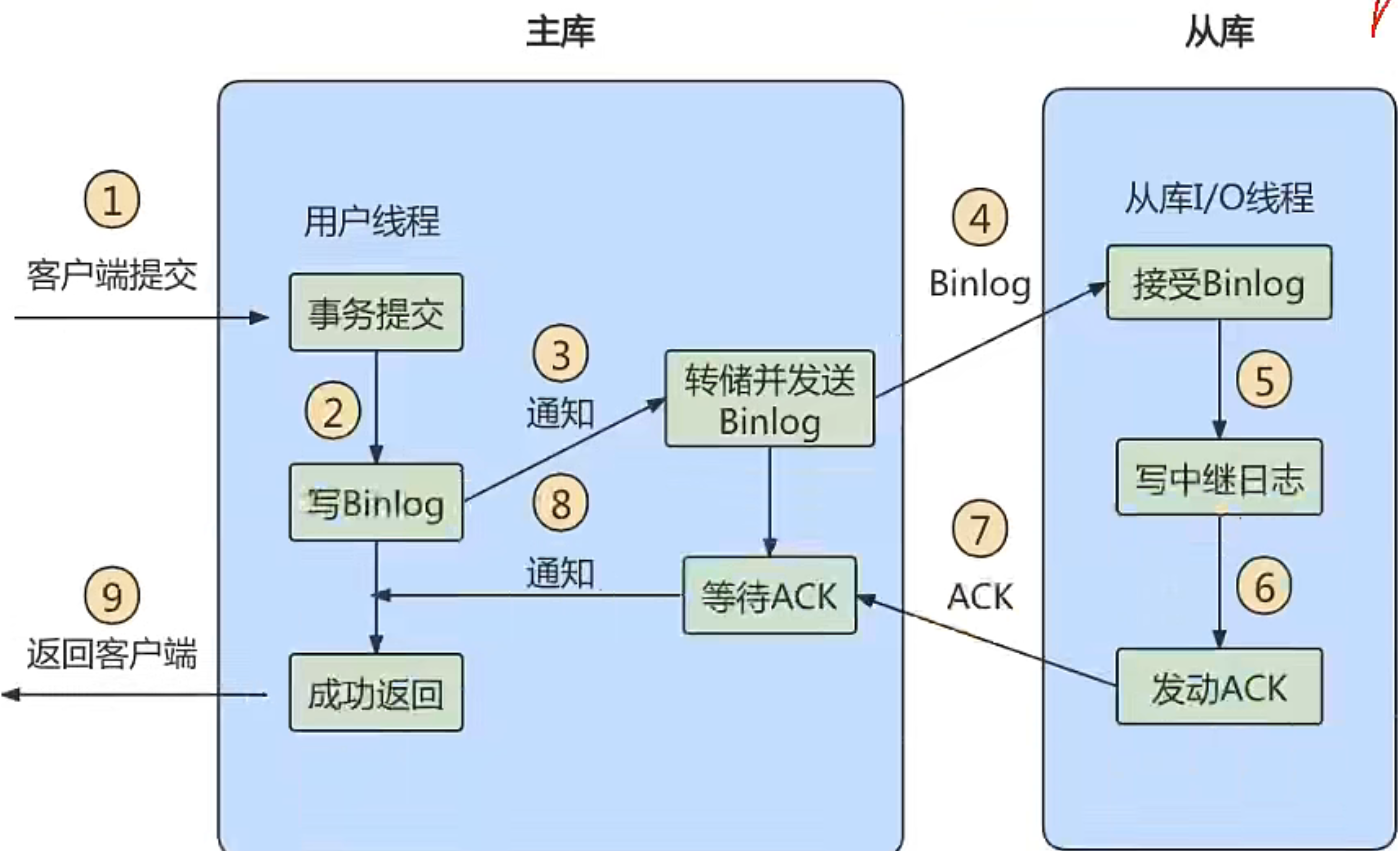 主库
从库
①
客户端提交
用户线程
事务提交
②
写Binlog
③
通知
转储并发送
Binlog
④
Binlog
从库I/O线程
接受Binlog
⑤
写中继日志
⑥
发动ACK
⑦
ACK
等待ACK
⑧
通知
成功返回
⑨
返回客户端